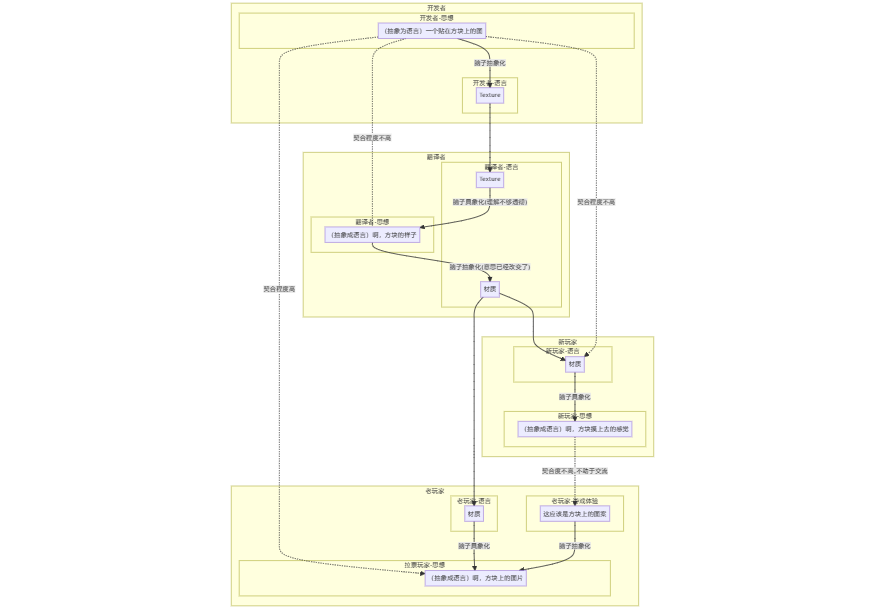 开发者
开发者-思想
（抽象为语言）一个贴在方块上的图
脑子抽象化
开发者-语言
Texture
契合程度不高
翻译者
翻译者-语言
Texture
脑子具象化(理解不够透彻)
契合程度不高
翻译者-思想
（抽象成语言）啊，方块的样子
脑子抽象化(意思已经改变了)
材质
契合程度高
新玩家
新玩家-语言
材质
脑子具象化
新玩家-思想
（抽象成语言）啊，方块摸上去的感觉
契合度不高,不助于交流
老玩家
老玩家-语言
材质
老玩家-游戏体验
这应该是方块上的图案
脑子具象化
脑子抽象化
拉票玩家-思想
（抽象成语言）啊，方块上的图片